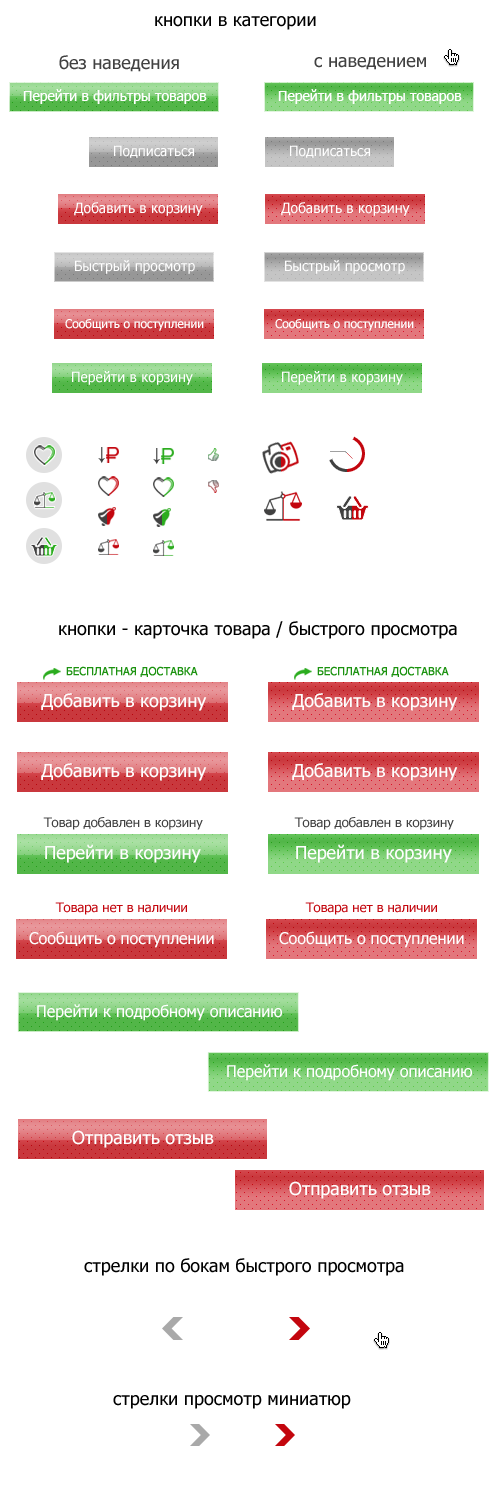 кнопки в категории
без наведения
с наведением
Перейти в фильтры товаров
Перейти в фильтры товаров
Подписаться
Подписаться
Добавить в корзину
Добавить в корзину
Быстрый просмотр
Быстрый просмотр
Сообщить о поступлении
Сообщить о поступлении
Перейти в корзину
Перейти в корзину
кнопки - карточка товара / быстрого просмотра
БЕСПЛАТНАЯ ДОСТАВКА
БЕСПЛАТНАЯ ДОСТАВКА
Добавить в корзину
Добавить в корзину
Добавить в корзину
Добавить в корзину
Товар добавлен в корзину
Товар добавлен в корзину
Перейти в корзину
Перейти в корзину
Товара нет в наличии
Товара нет в наличии
Сообщить о поступлении
Сообщить о поступлении
Перейти к подробному описанию
Перейти к подробному описанию
Отправить отзыв
Отправить отзыв
стрелки по бокам быстрого просмотра
стрелки просмотр миниатюр